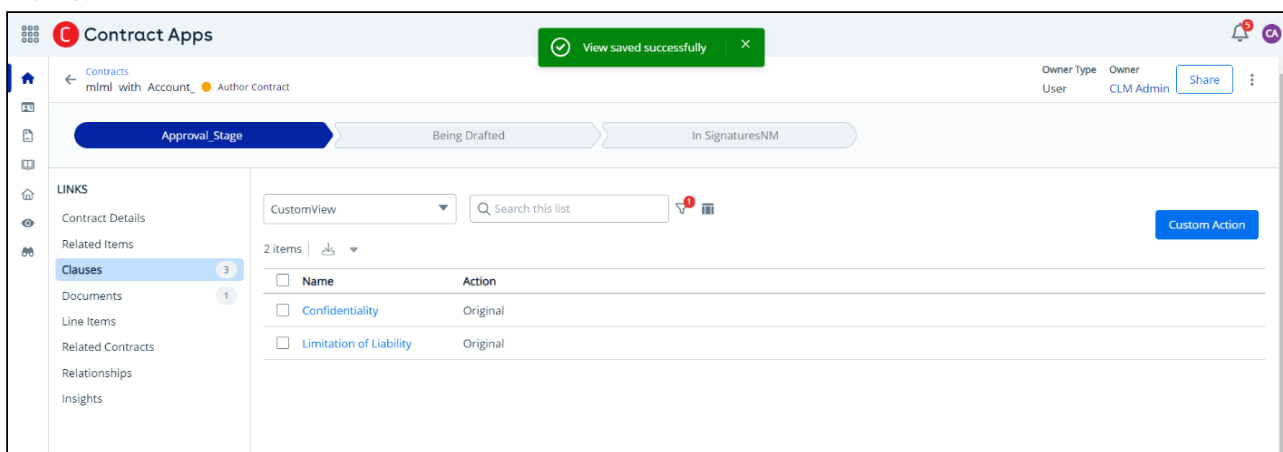 C Contract Apps
View saved successfully ×
5
CA
← Contracts
mlml with Account_ Author Contract
Owner Type Owner
User CLM Admin
Share
Approval_Stage
Being Drafted
In SignaturesNM
LINKS
Contract Details
Related Items
Clauses 3
Documents 1
Line Items
Related Contracts
Relationships
Insights
CustomView
Search this list
1
Custom Action
2 items
Name Action
Confidentiality Original
Limitation of Liability Original